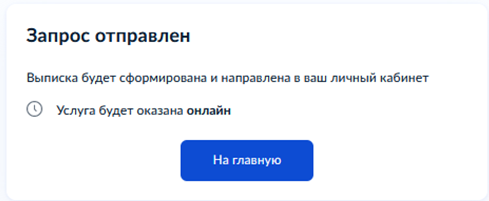 Запрос отправлен
Выписка будет сформирована и направлена в ваш личный кабинет
Услуга будет оказана онлайн
На главную